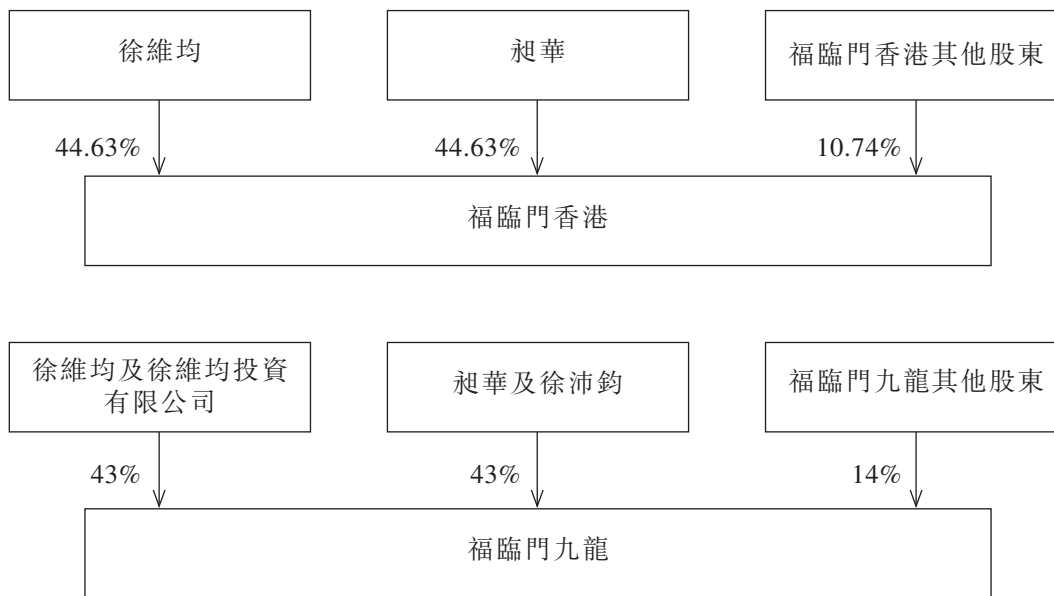 徐維均
昶華
福臨門香港其他股東
44.63%
44.63%
10.74%
福臨門香港
徐維均及徐維均投資
有限公司
昶華及徐沛鈞
福臨門九龍其他股東
43%
43%
14%
福臨門九龍